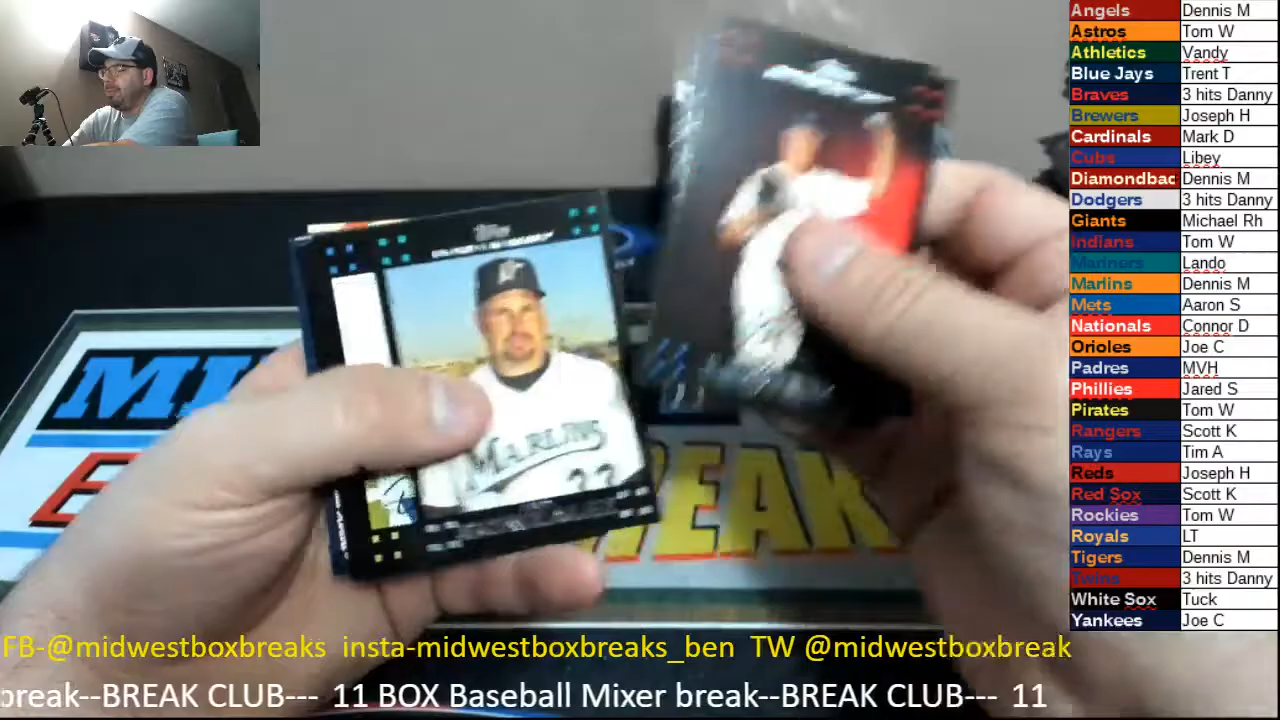 Angels Dennis M
Astros Tom W
Athletics Vandy
Blue Jays Trent T
Braves 3 hits Danny
Brewers Joseph H
Cardinals Mark D
Cubs Libey
Diamondbac Dennis M
Dodgers 3 hits Danny
Giants Michael Rh
Indians Tom W
Mariners Lando
Marlins Dennis M
Mets Aaron S
Nationals Connor D
Orioles Joe C
Padres MVH
Phillies Jared S
Pirates Tom W
Rangers Scott K
Rays Tim A
Reds Joseph H
Red Sox Scott K
Rockies Tom W
Royals LT
Tigers Dennis M
Twins 3 hits Danny
White Sox Tuck
Yankees Joe C
topps
MARLINS
MI
BREAK
FB-@midwestboxbreaks insta-midwestboxbreaks_ben TW @midwestboxbreak
break--BREAK CLUB--- 11 BOX Baseball Mixer break--BREAK CLUB--- 11